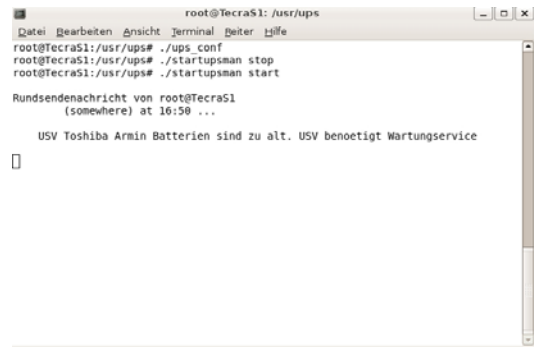 root@TecraS1: /usr/ups
Datei Bearbeiten Ansicht Terminal Reiter Hilfe
root@TecraS1:/usr/ups# ./ups_conf
root@TecraS1:/usr/ups# ./startupsman stop
root@TecraS1:/usr/ups# ./startupsman start
Rundsendenachricht von root@TecraS1
(somewhere) at 16:50 ...
USV Toshiba Armin Batterien sind zu alt. USV benoetigt Wartungservice